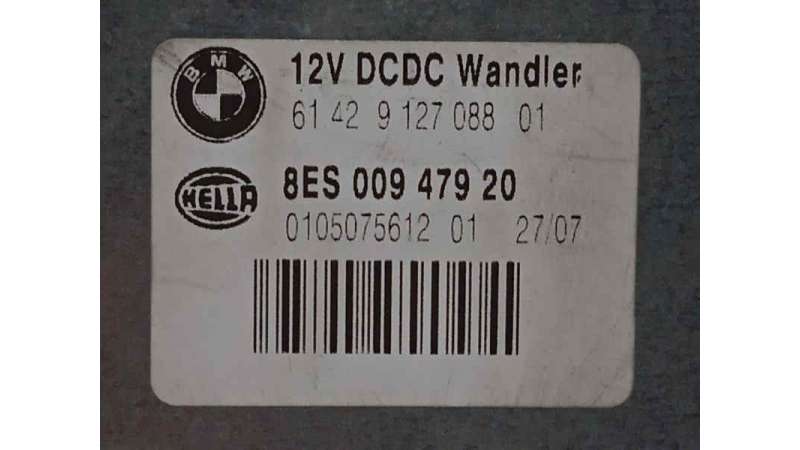 BMW
12V DCDC Wandler
61 42 9 127 088 01
HELLA
8ES 009 479 20
0105075612 01 27/07